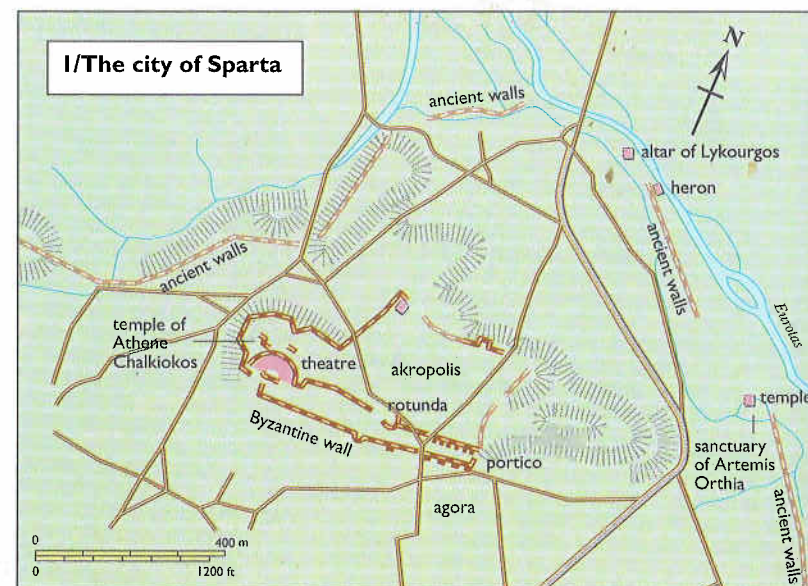 1/The city of Sparta
N
ancient walls
altar of Lykourgos
heron
ancient walls
ancient walls
Eurotas
temple of
Athene
Chalkiokos
theatre
akropolis
rotunda
temple
Byzantine wall
portico
sanctuary
of Artemis
Orthia
agora
ancient wall
0 400 m
0 1200 ft